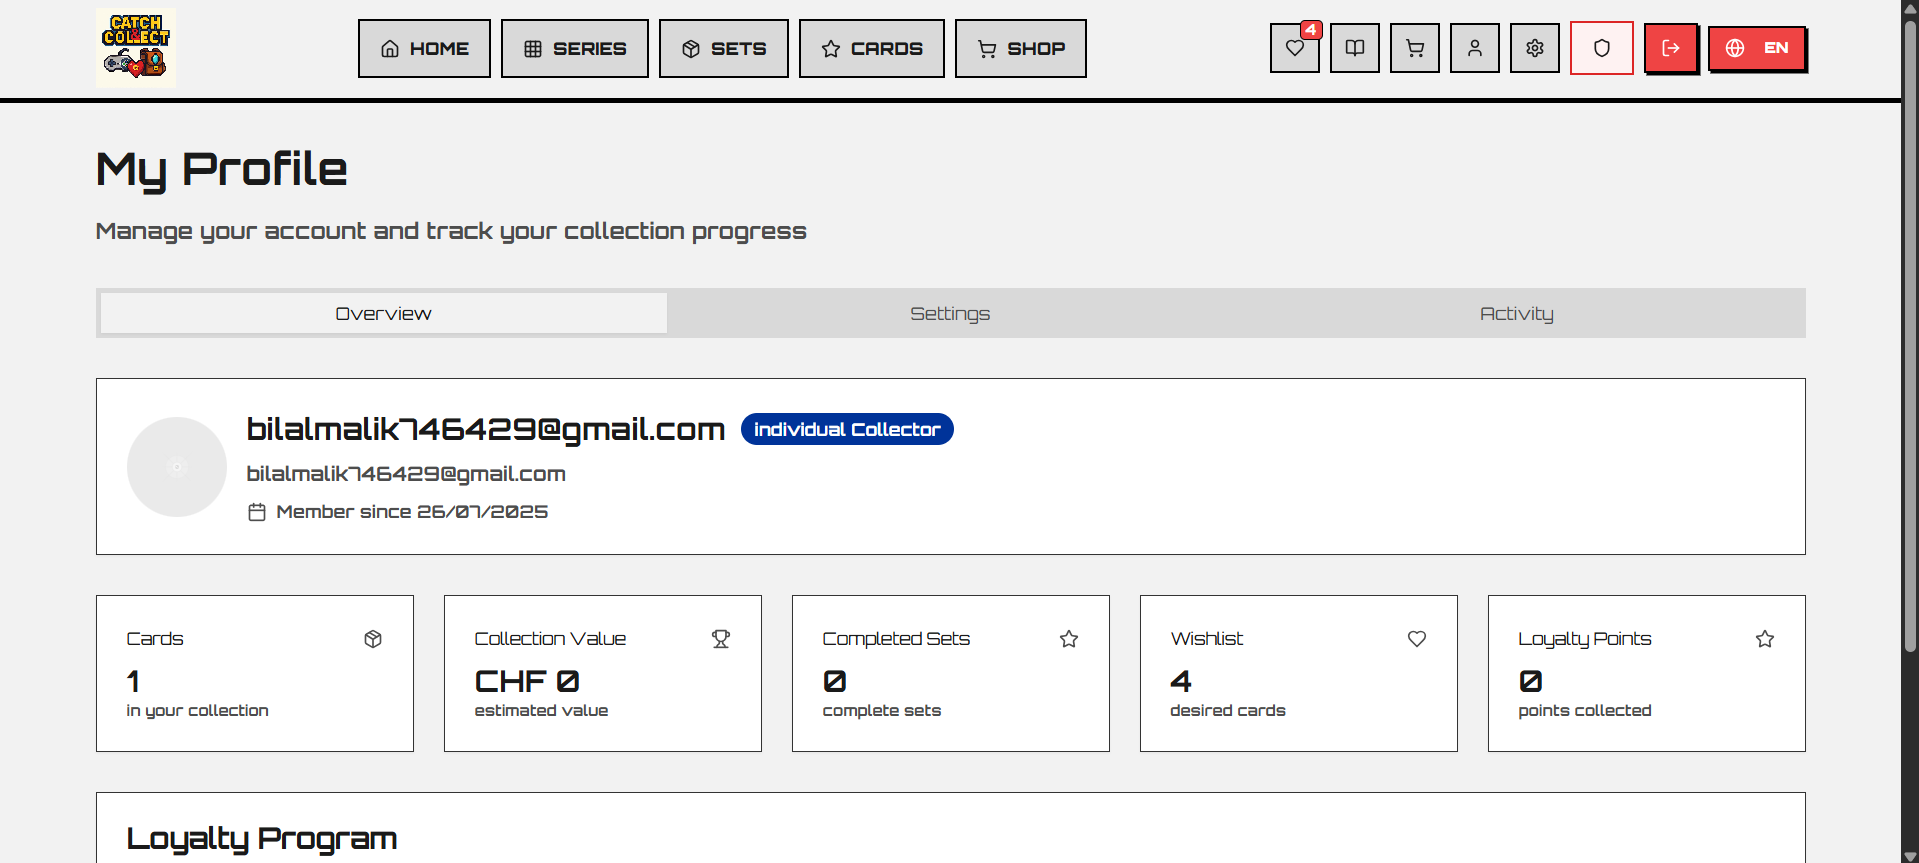 CATCH
& COLLECT
HOME
SERIES
SETS
CARDS
SHOP
4
EN
My Profile
Manage your account and track your collection progress
Overview
Settings
Activity
bilalmalik746429@gmail.com
individual Collector
bilalmalik746429@gmail.com
Member since 26/07/2025
Cards
1
in your collection
Collection Value
CHF 0
estimated value
Completed Sets
0
complete sets
Wishlist
4
desired cards
Loyalty Points
0
points collected
Loyalty Program